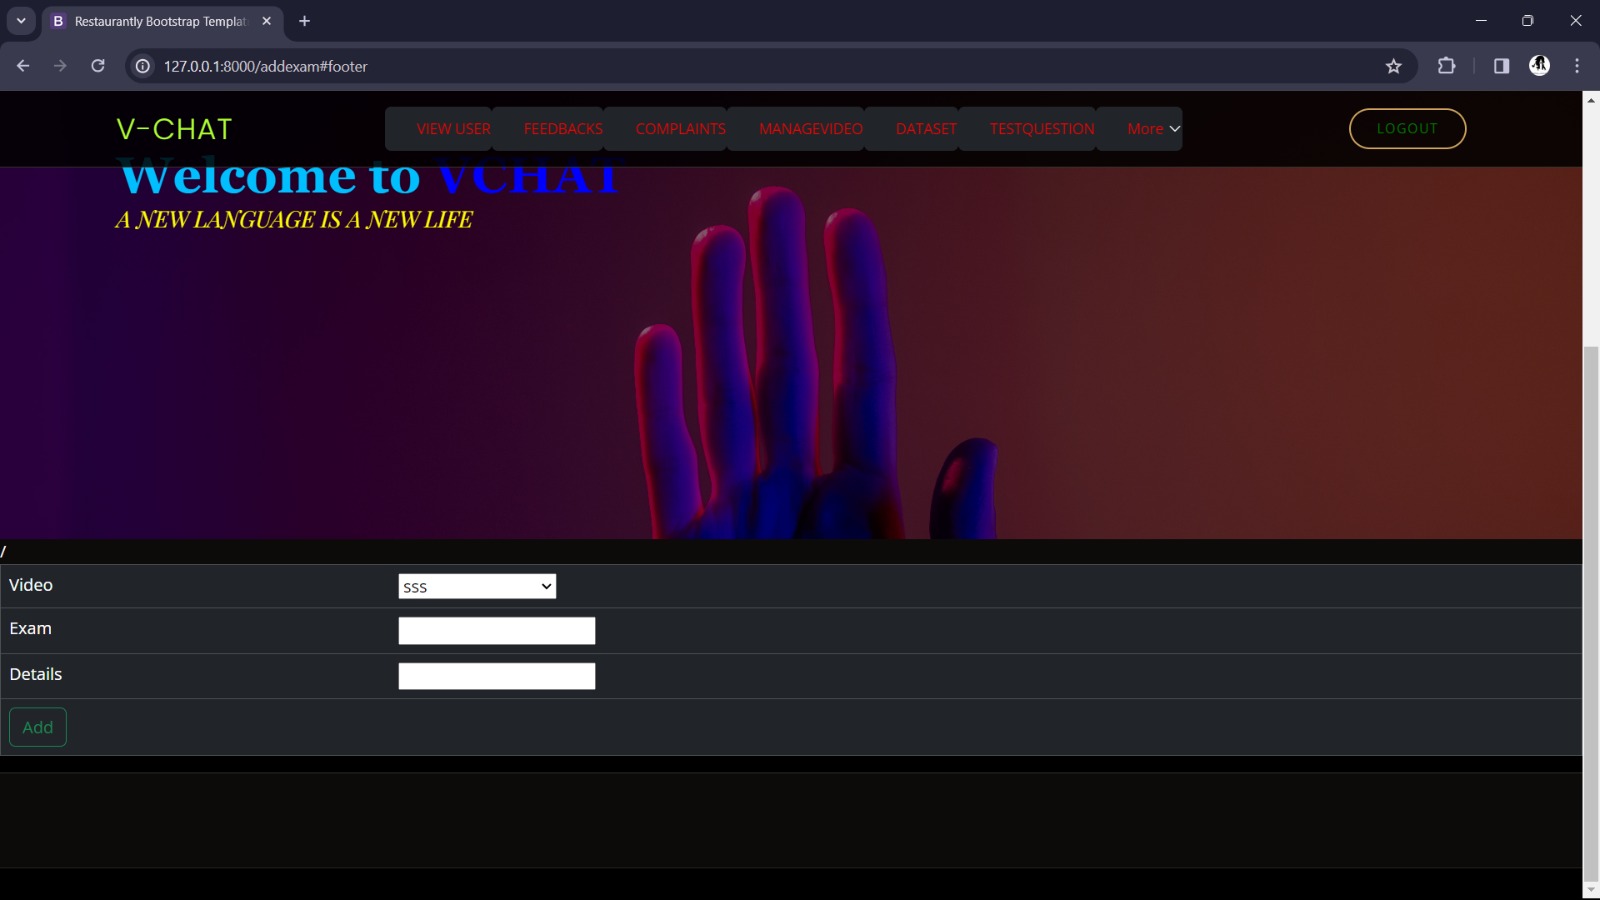 B Restaurantly Bootstrap Templat
127.0.0.1:8000/addexam#footer
V-CHAT
VIEW USER FEEDBACKS COMPLAINTS MANAGEVIDEO DATASET TESTQUESTION More
LOGOUT
Welcome to VCHAT
A NEW LANGUAGE IS A NEW LIFE
/
Video sss
Exam
Details
Add